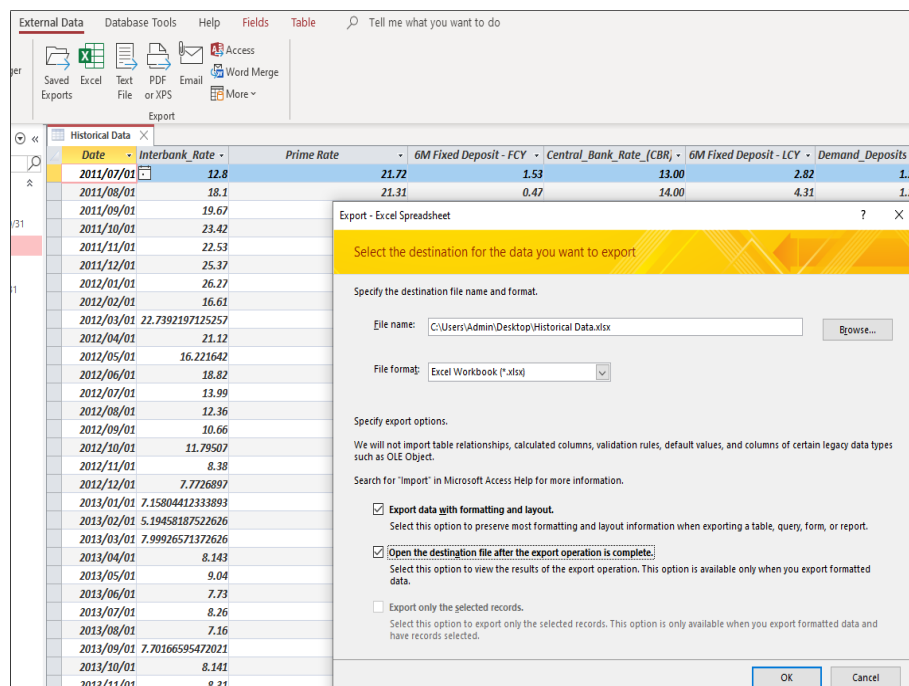 External Data Database Tools Help Fields Table Tell me what you want to do
Saved Exports Excel Text File PDF or XPS Email Access
Word Merge
More
Export
Historical Data
Date Interbank_Rate Prime Rate 6M Fixed Deposit - FCY Central_Bank_Rate_(CBR) 6M Fixed Deposit - LCY Demand_Deposits
2011/07/01 12.8 21.72 1.53 13.00 2.82 1.
2011/08/01 18.1 21.31 0.47 14.00 4.31 1.
2011/09/01 19.67
2011/10/01 23.42
2011/11/01 22.53
2011/12/01 25.37
2012/01/01 26.27
2012/02/01 16.61
2012/03/01 22.7392197125257
2012/04/01 21.12
2012/05/01 16.221642
2012/06/01 18.82
2012/07/01 13.99
2012/08/01 12.36
2012/09/01 10.66
2012/10/01 11.79507
2012/11/01 8.38
2012/12/01 7.7726897
2013/01/01 7.15804412333893
2013/02/01 5.19458187522626
2013/03/01 7.99926571372626
2013/04/01 8.143
2013/05/01 9.04
2013/06/01 7.73
2013/07/01 8.26
2013/08/01 7.16
2013/09/01 7.70166595472021
2013/10/01 8.141
2013/11/01 8.31
Export - Excel Spreadsheet ? X
Select the destination for the data you want to export
Specify the destination file name and format.
File name: C:\Users\Admin\Desktop\Historical Data.xlsx Browse...
File format: Excel Workbook (*.xlsx)
Specify export options.
We will not import table relationships, calculated columns, validation rules, default values, and columns of certain legacy data types
such as OLE Object.
Search for "Import" in Microsoft Access Help for more information.
Export data with formatting and layout.
Select this option to preserve most formatting and layout information when exporting a table, query, form, or report.
Open the destination file after the export operation is complete.
Select this option to view the results of the export operation. This option is available only when you export formatted
data.
Export only the selected records.
Select this option to export only the selected records. This option is only available when you export formatted data and
have records selected.
OK Cancel